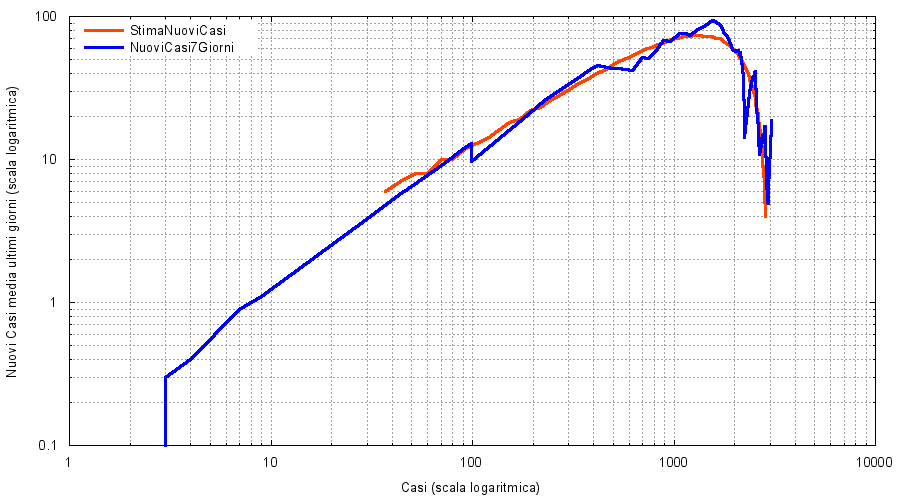 100
StimaNuoviCasi
NuoviCasi7Giorni
10
1
0.1
1
10
100
1000
10000
Nuovi Casi media ultimi giorni (scala logaritmica)
Casi (scala logaritmica)